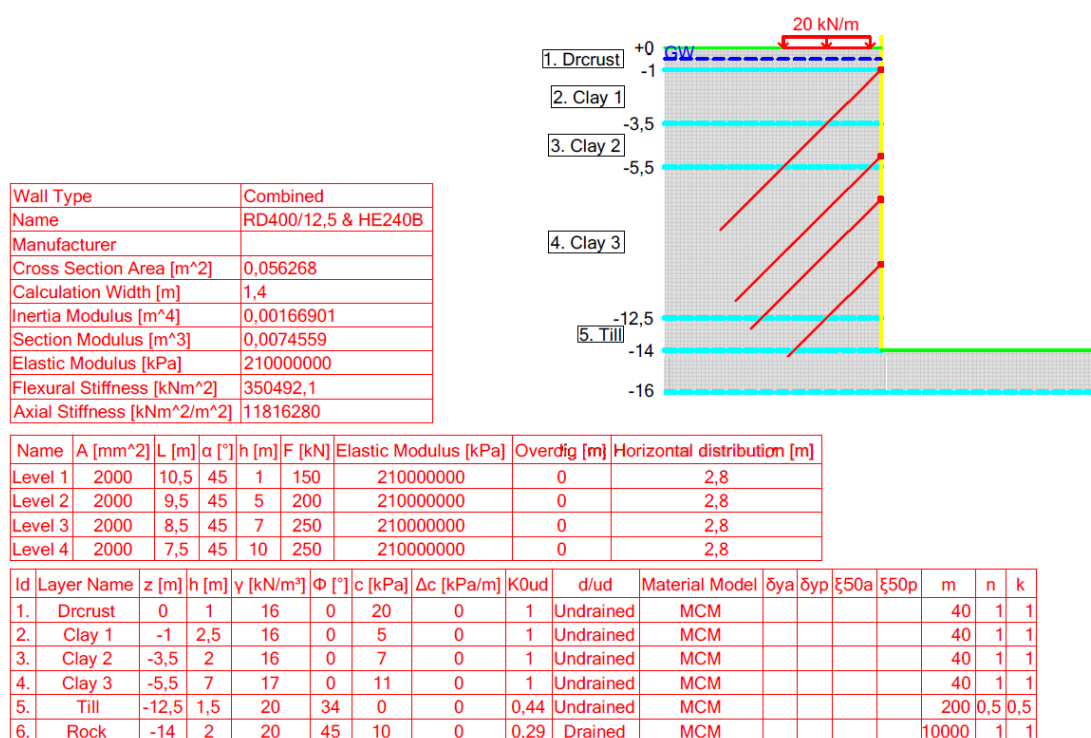 20 kN/m
+0 GW
1. Drcrust
-1
2. Clay 1
-3,5
3. Clay 2
-5,5
4. Clay 3
-12,5
5. Till
-14
-16
Wall Type Combined
Name RD400/12,5 & HE240B
Manufacturer
Cross Section Area [m^2] 0,056268
Calculation Width [m] 1,4
Inertia Modulus [m^4] 0,00166901
Section Modulus [m^3] 0,0074559
Elastic Modulus [kPa] 210000000
Flexural Stiffness [kNm^2] 350492,1
Axial Stiffness [kNm^2/m^2] 11816280
Name A [mm^2] L [m] α [°] h [m] F [kN] Elastic Modulus [kPa] Overdig [m] Horizontal distribution [m]
Level 1 2000 10,5 45 1 150 210000000 0 2,8
Level 2 2000 9,5 45 5 200 210000000 0 2,8
Level 3 2000 8,5 45 7 250 210000000 0 2,8
Level 4 2000 7,5 45 10 250 210000000 0 2,8
Id Layer Name z [m] h [m] γ [kN/m³] Φ [°] c [kPa] Δc [kPa/m] K0ud d/ud Material Model δya δyp ξ50a ξ50p m n k
1. Drcrust 0 1 16 0 20 0 1 Undrained MCM 40 1 1
2. Clay 1 -1 2,5 16 0 5 0 1 Undrained MCM 40 1 1
3. Clay 2 -3,5 2 16 0 7 0 1 Undrained MCM 40 1 1
4. Clay 3 -5,5 7 17 0 11 0 1 Undrained MCM 40 1 1
5. Till -12,5 1,5 20 34 0 0 0,44 Undrained MCM 200 0,5 0,5
6. Rock -14 2 20 45 10 0 0.29 Drained MCM 10000 1 1